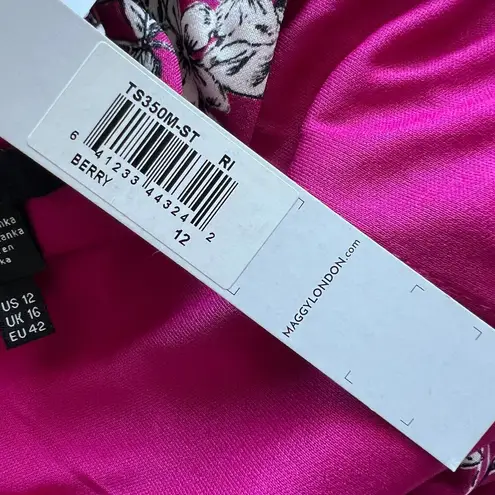 TS350M-ST
RI
6 41233 44324 2
BERRY
12
MAGGYLONDON.com
US 12
UK 16
EU 42